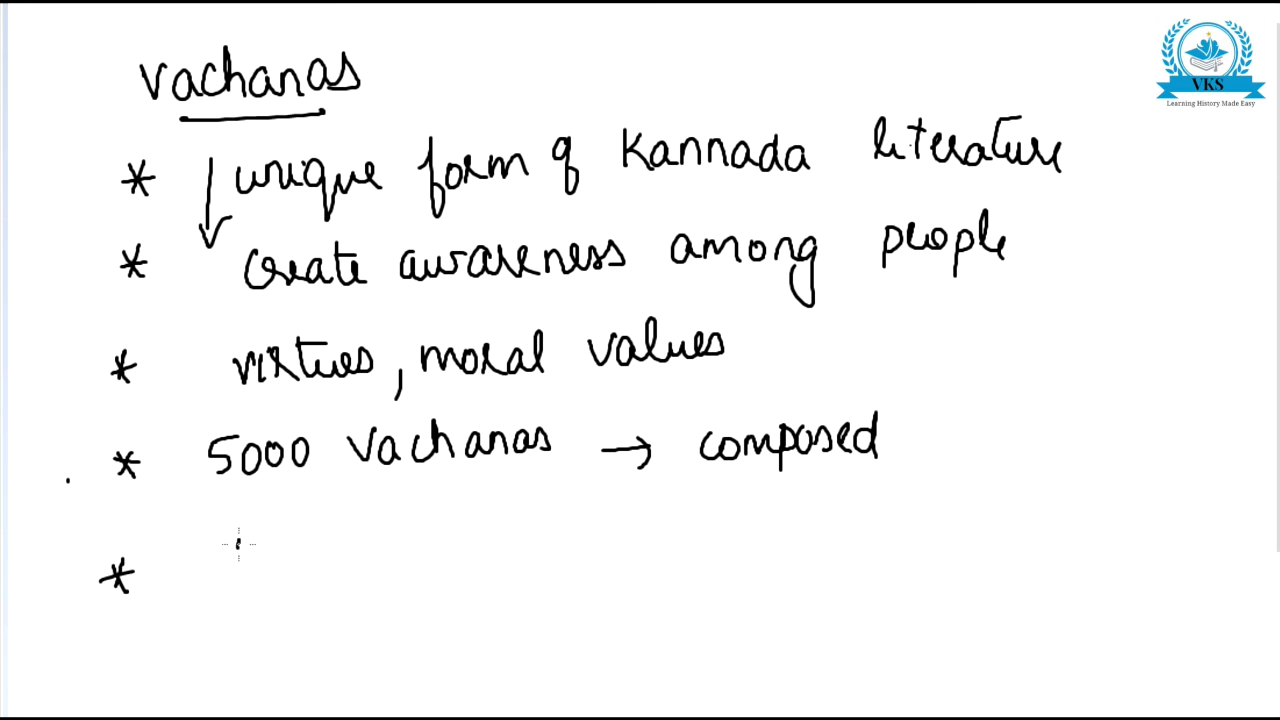 Vachanas
VKS
Learning History Made Easy
* ↓ unique form of Kannada literature
* create awareness among people
* virtues, moral values
* 5000 Vachanas → composed
*